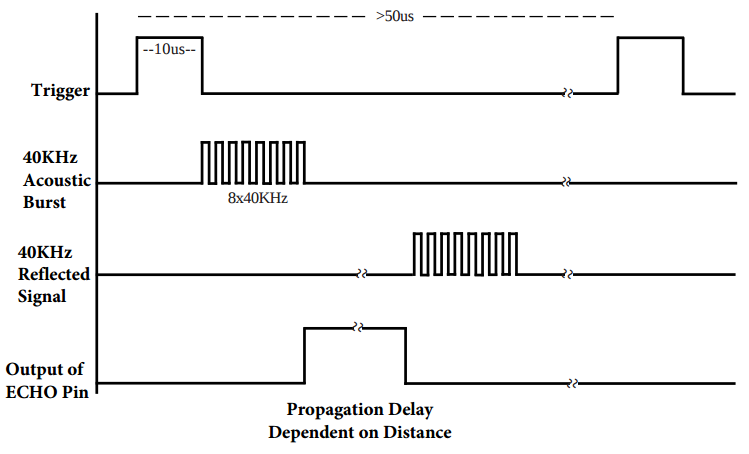 >50us
--10us--
Trigger
40KHz
Acoustic
Burst
8x40KHz
40KHz
Reflected
Signal
Output of
ECHO Pin
Propagation Delay
Dependent on Distance